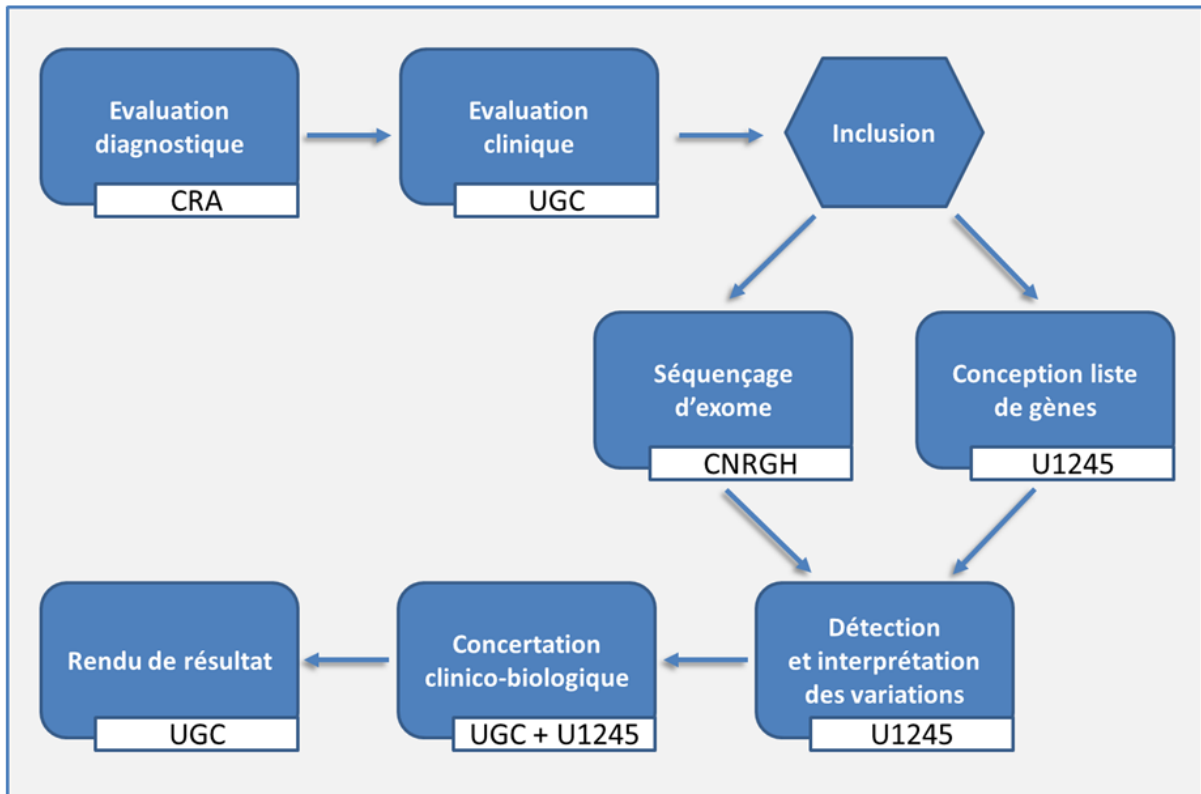 Evaluation
diagnostique
CRA
Evaluation
clinique
UGC
Inclusion
Séquençage
d'exome
CNRGH
Conception liste
de gènes
U1245
Détection
et interprétation
des variations
U1245
Concertation
clinico-biologique
UGC + U1245
Rendu de résultat
UGC